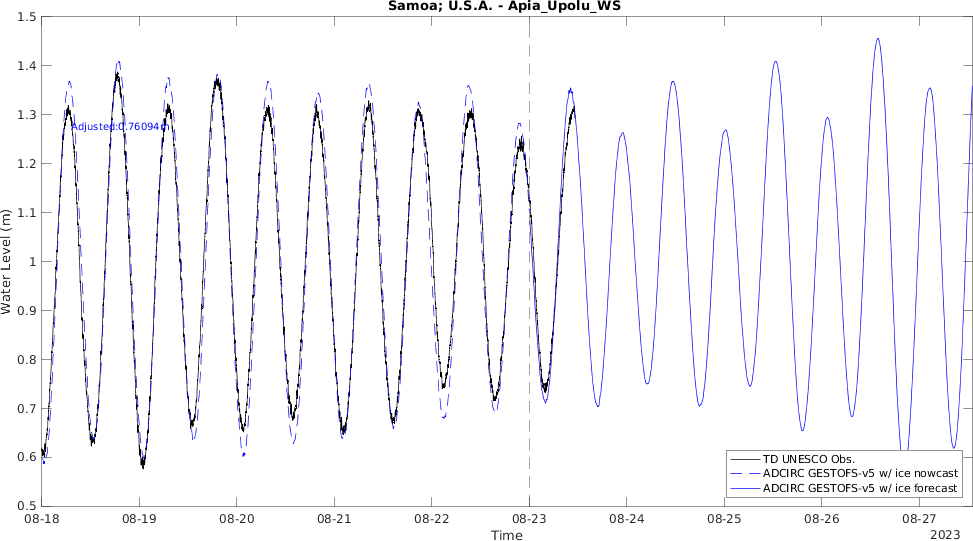 Samoa; U.S.A. - Apia_Upolu_WS
1.5
1.4
1.3
1.2
1.1
1
0.9
0.8
0.7
0.6
0.5
Water Level (m)
Adjusted:0.76094m
TD UNESCO Obs.
ADCIRC GESTOFS-v5 w/ ice nowcast
ADCIRC GESTOFS-v5 w/ ice forecast
08-18 08-19 08-20 08-21 08-22 08-23 08-24 08-25 08-26 08-27
Time
2023